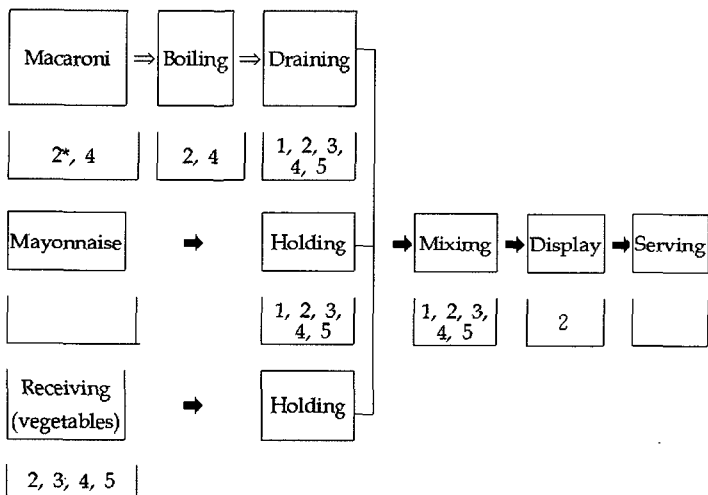 Macaroni ⇒ Boiling ⇒ Draining
2*, 4
2, 4
1, 2, 3,
4, 5
Mayonnaise ➡ Holding ➡ Miximg ➡ Display ➡ Serving
1, 2, 3,
4, 5
1, 2, 3,
4, 5
2
Receiving
(vegetables) ➡ Holding
2, 3, 4, 5